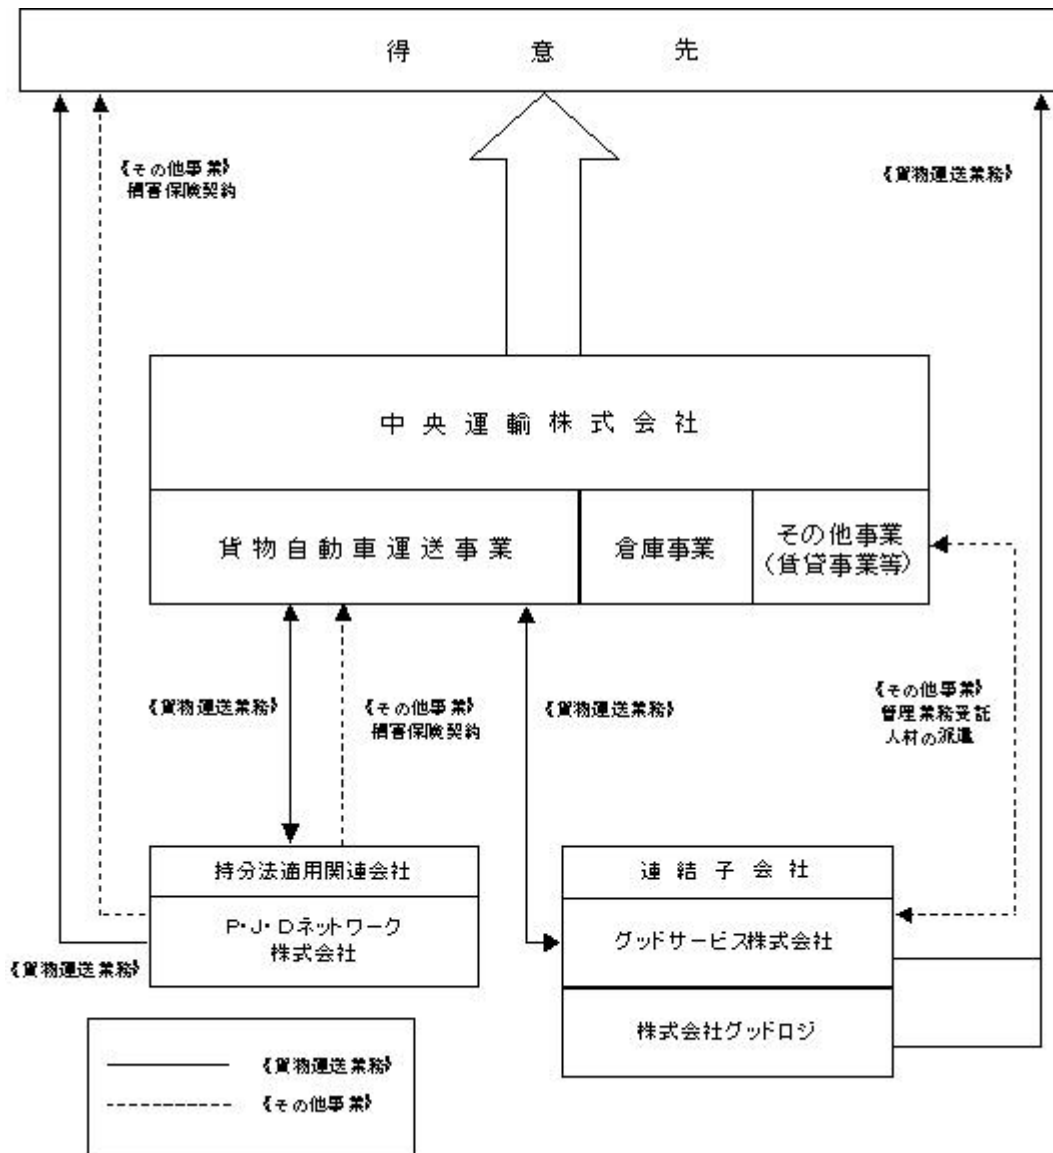 得意先
《その他事業》
損害保険契約
《貨物運送業務》
中央運輸株式会社
貨物自動車運送事業
倉庫事業
その他事業
(賃貸事業等)
《貨物運送業務》
《その他事業》
損害保険契約
《貨物運送業務》
《その他事業》
管理業務受託
人材の派遣
持分法適用関連会社
P・J・Dネットワーク
株式会社
《貨物運送業務》
連結子会社
グッドサービス株式会社
株式会社グッドロジ
《貨物運送業務》
《その他事業》